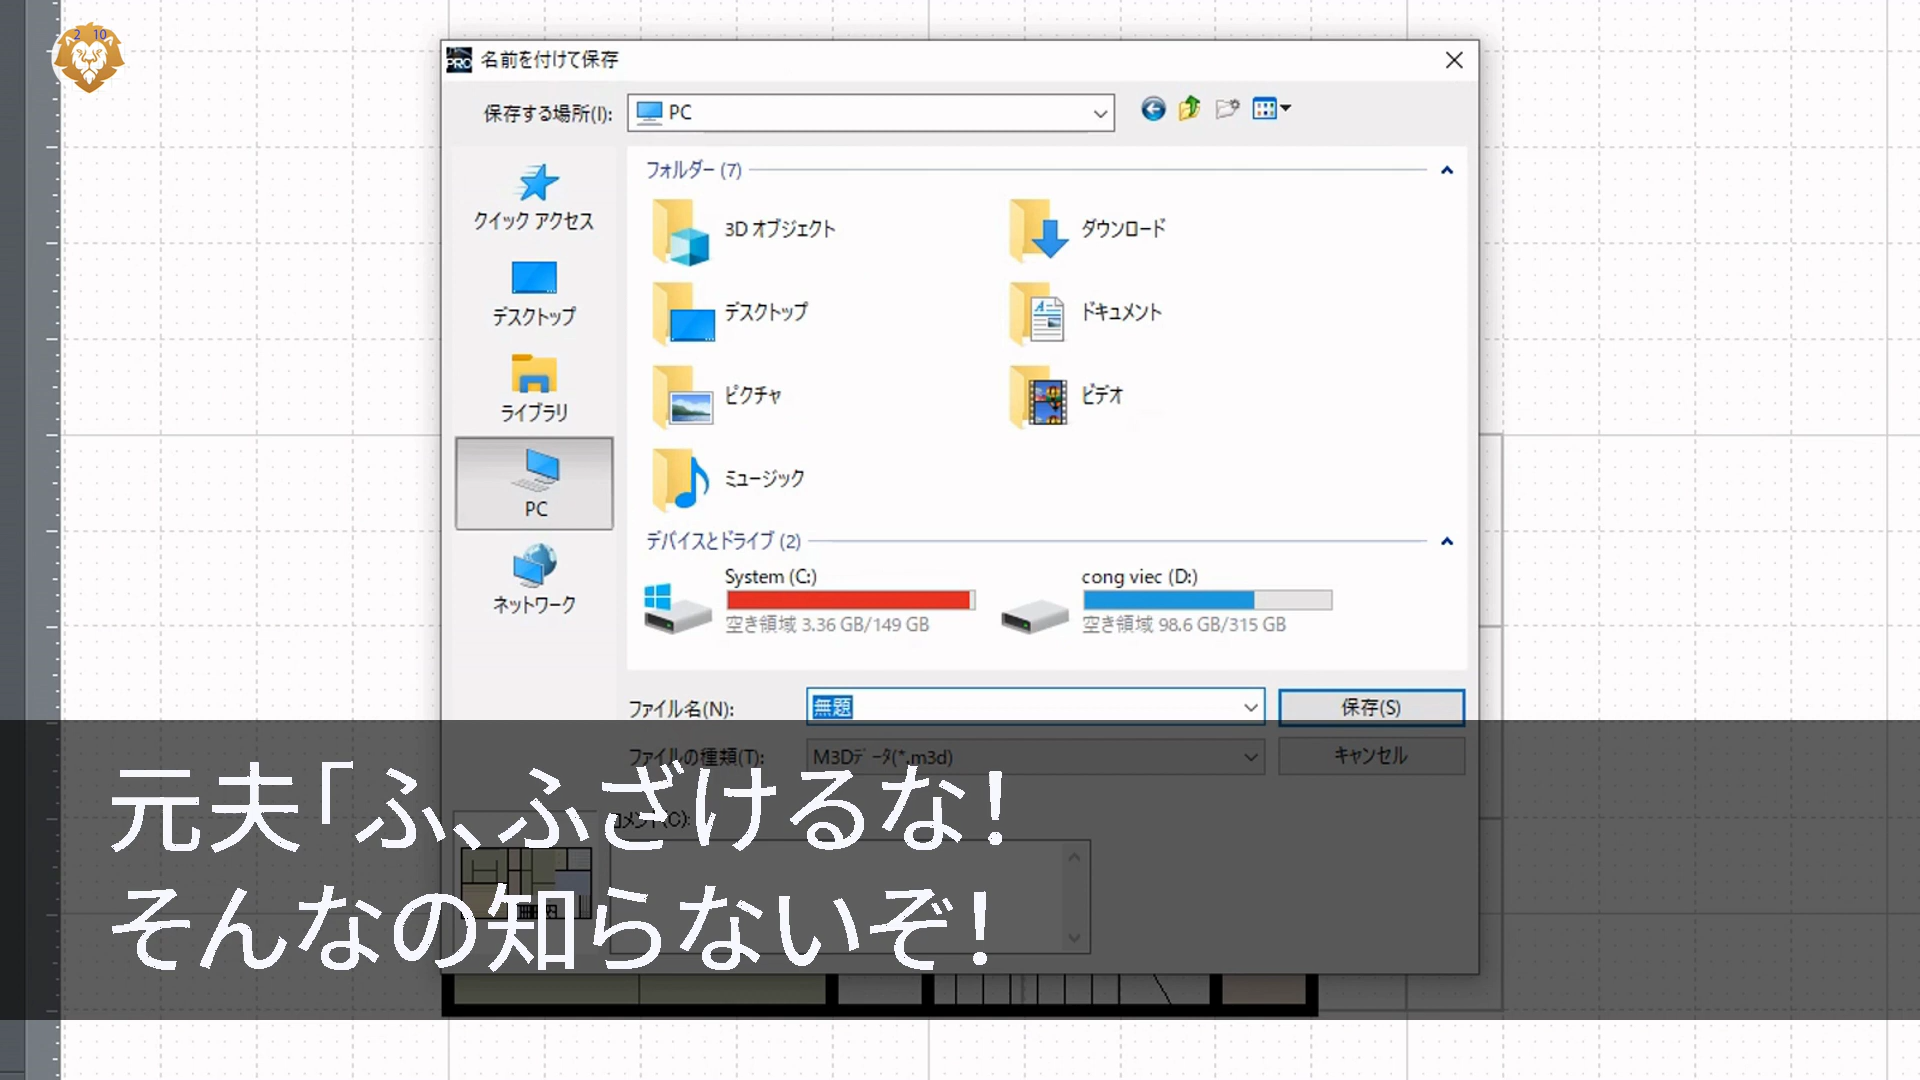 2 10
PRO
名前を付けて保存
保存する場所(I):
PC
クイック アクセス
デスクトップ
ライブラリ
PC
ネットワーク
フォルダー (7)
3D オブジェクト
ダウンロード
デスクトップ
ドキュメント
ピクチャ
ビデオ
ミュージック
デバイスとドライブ (2)
System (C:)
空き領域 3.36 GB/149 GB
cong viec (D:)
空き領域 98.6 GB/315 GB
ファイル名(N):
無題
保存(S)
ファイルの種類(T):
M3Dﾃﾞｰﾀ(*.m3d)
キャンセル
コメント(C):
元夫「ふ、ふざけるな！
そんなの知らないぞ！